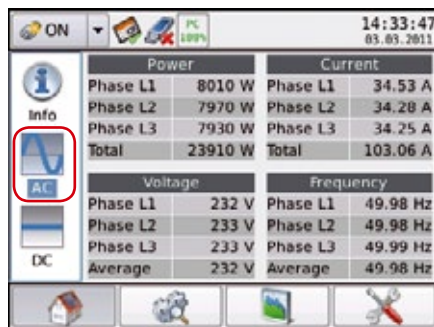 ON
PC
100%
14:33:47
03.03.2011
Info
AC
DC
Power
Phase L1 8010 W
Phase L2 7970 W
Phase L3 7930 W
Total 23910 W
Current
Phase L1 34.53 A
Phase L2 34.28 A
Phase L3 34.25 A
Total 103.06 A
Voltage
Phase L1 232 V
Phase L2 233 V
Phase L3 233 V
Average 232 V
Frequency
Phase L1 49.98 Hz
Phase L2 49.98 Hz
Phase L3 49.99 Hz
Average 49.98 Hz